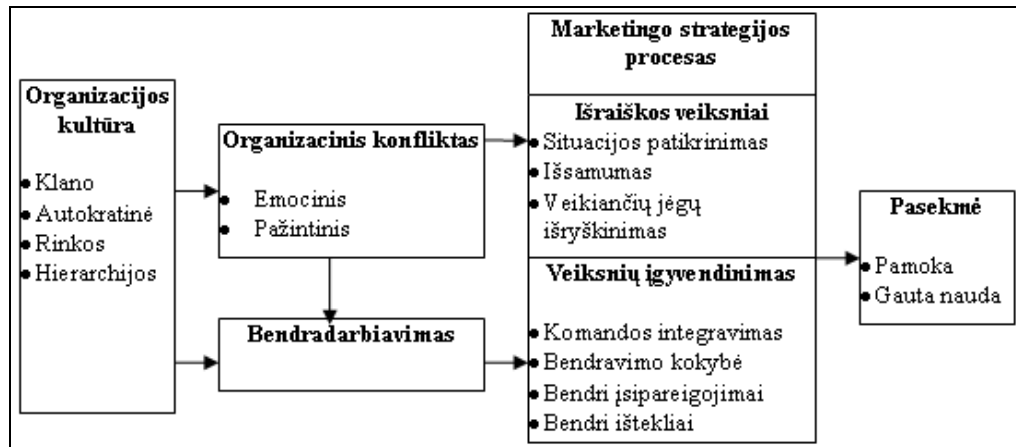 Organizacijos
kultūra
• Klano
• Autokratinė
• Rinkos
• Hierarchijos
Organizacinis konfliktas
• Emocinis
• Pažintinis
Bendradarbiavimas
Marketingo strategijos
procesas
Išraiškos veiksniai
• Situacijos patikrinimas
• Išsamumas
• Veikiančių jėgų
išryškinimas
Veiksnių įgyvendinimas
• Komandos integravimas
• Bendravimo kokybė
• Bendri įsipareigojimai
• Bendri ištekliai
Pasekmė
• Pamoka
• Gauta nauda